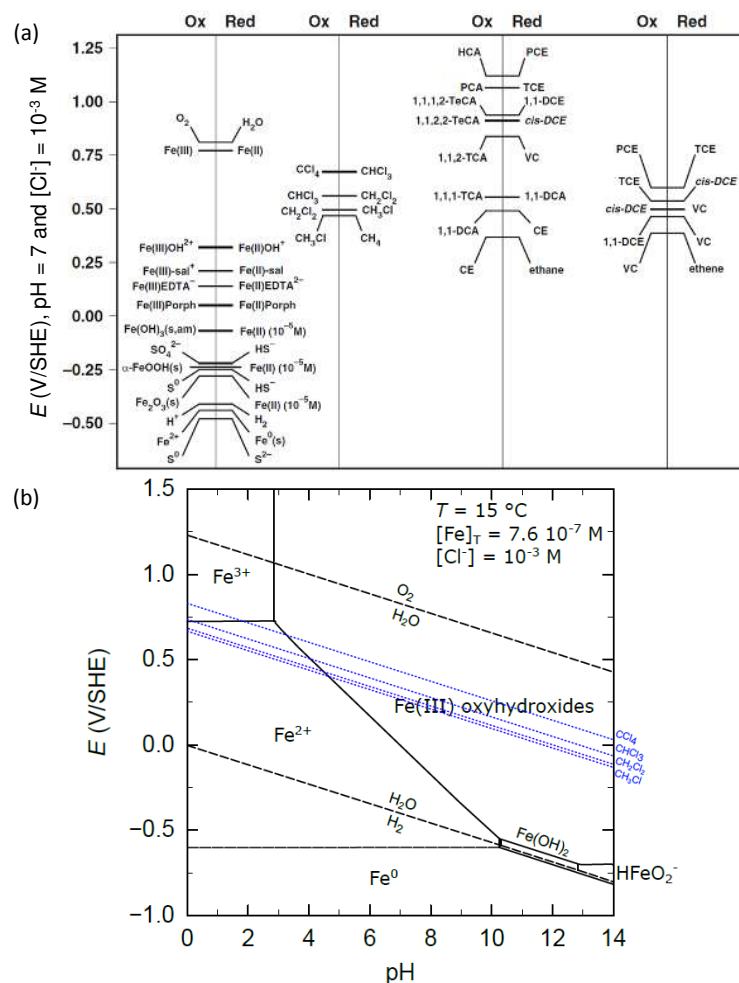 (a)
Ox Red Ox Red Ox Red Ox Red
E (V/SHE), pH = 7 and [Cl⁻] = 10⁻³ M
1.25
1.00
0.75
0.50
0.25
0.00
−0.25
−0.50
O₂ H₂O
Fe(III) Fe(II)
Fe(III)OH²⁺ Fe(II)OH⁺
Fe(III)-sal⁺ Fe(II)-sal
Fe(III)EDTA⁻ Fe(II)EDTA²⁻
Fe(III)Porph Fe(II)Porph
Fe(OH)₃(s,am) Fe(II) (10⁻⁵M)
SO₄²⁻ HS⁻
α-FeOOH(s) Fe(II) (10⁻⁵M)
S⁰ HS⁻
Fe₂O₃(s) Fe(II) (10⁻⁵M)
H⁺ H₂
Fe²⁺ Fe⁰(s)
S⁰ S²⁻
CCl₄ CHCl₃
CHCl₃ CH₂Cl₂
CH₂Cl₂ CH₃Cl
CH₃Cl CH₄
HCA PCE
PCA TCE
1,1,1,2-TeCA 1,1-DCE
1,1,2,2-TeCA cis-DCE
1,1,2-TCA VC
1,1,1-TCA 1,1-DCA
1,1-DCA CE
CE ethane
PCE TCE
TCE cis-DCE
cis-DCE VC
1,1-DCE VC
VC ethene
(b)
E (V/SHE)
1.5
1.0
0.5
0.0
−0.5
−1.0
T = 15 °C
[Fe]T = 7.6 10⁻⁷ M
[Cl⁻] = 10⁻³ M
Fe³⁺
O₂
H₂O
Fe(III) oxyhydroxides
Fe²⁺
CCl₄
CHCl₃
CH₂Cl₂
CH₃Cl
H₂O
H₂
Fe(OH)₂
HFeO₂⁻
Fe⁰
0 2 4 6 8 10 12 14
pH